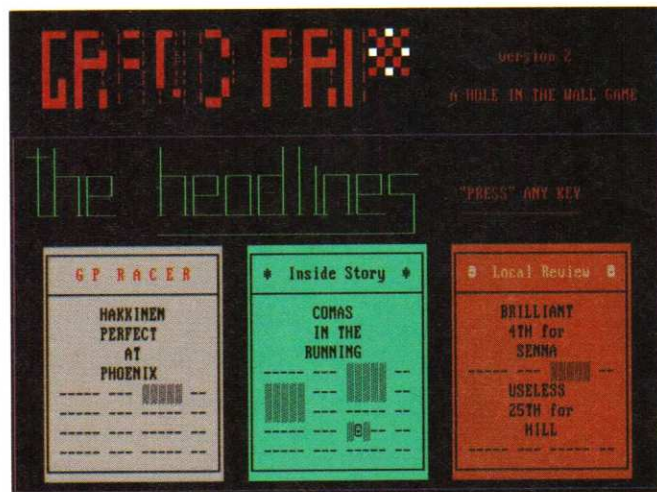 GRAND PRIX
version 2
A HOLE IN THE WALL GAME
the headlines
"PRESS" ANY KEY
GP RACER
HAKKINEN
PERFECT
AT
PHOENIX
Inside Story
COMAS
IN THE
RUNNING
Local Review
BRILLIANT
4TH for
SENNA
USELESS
25TH for
HILL